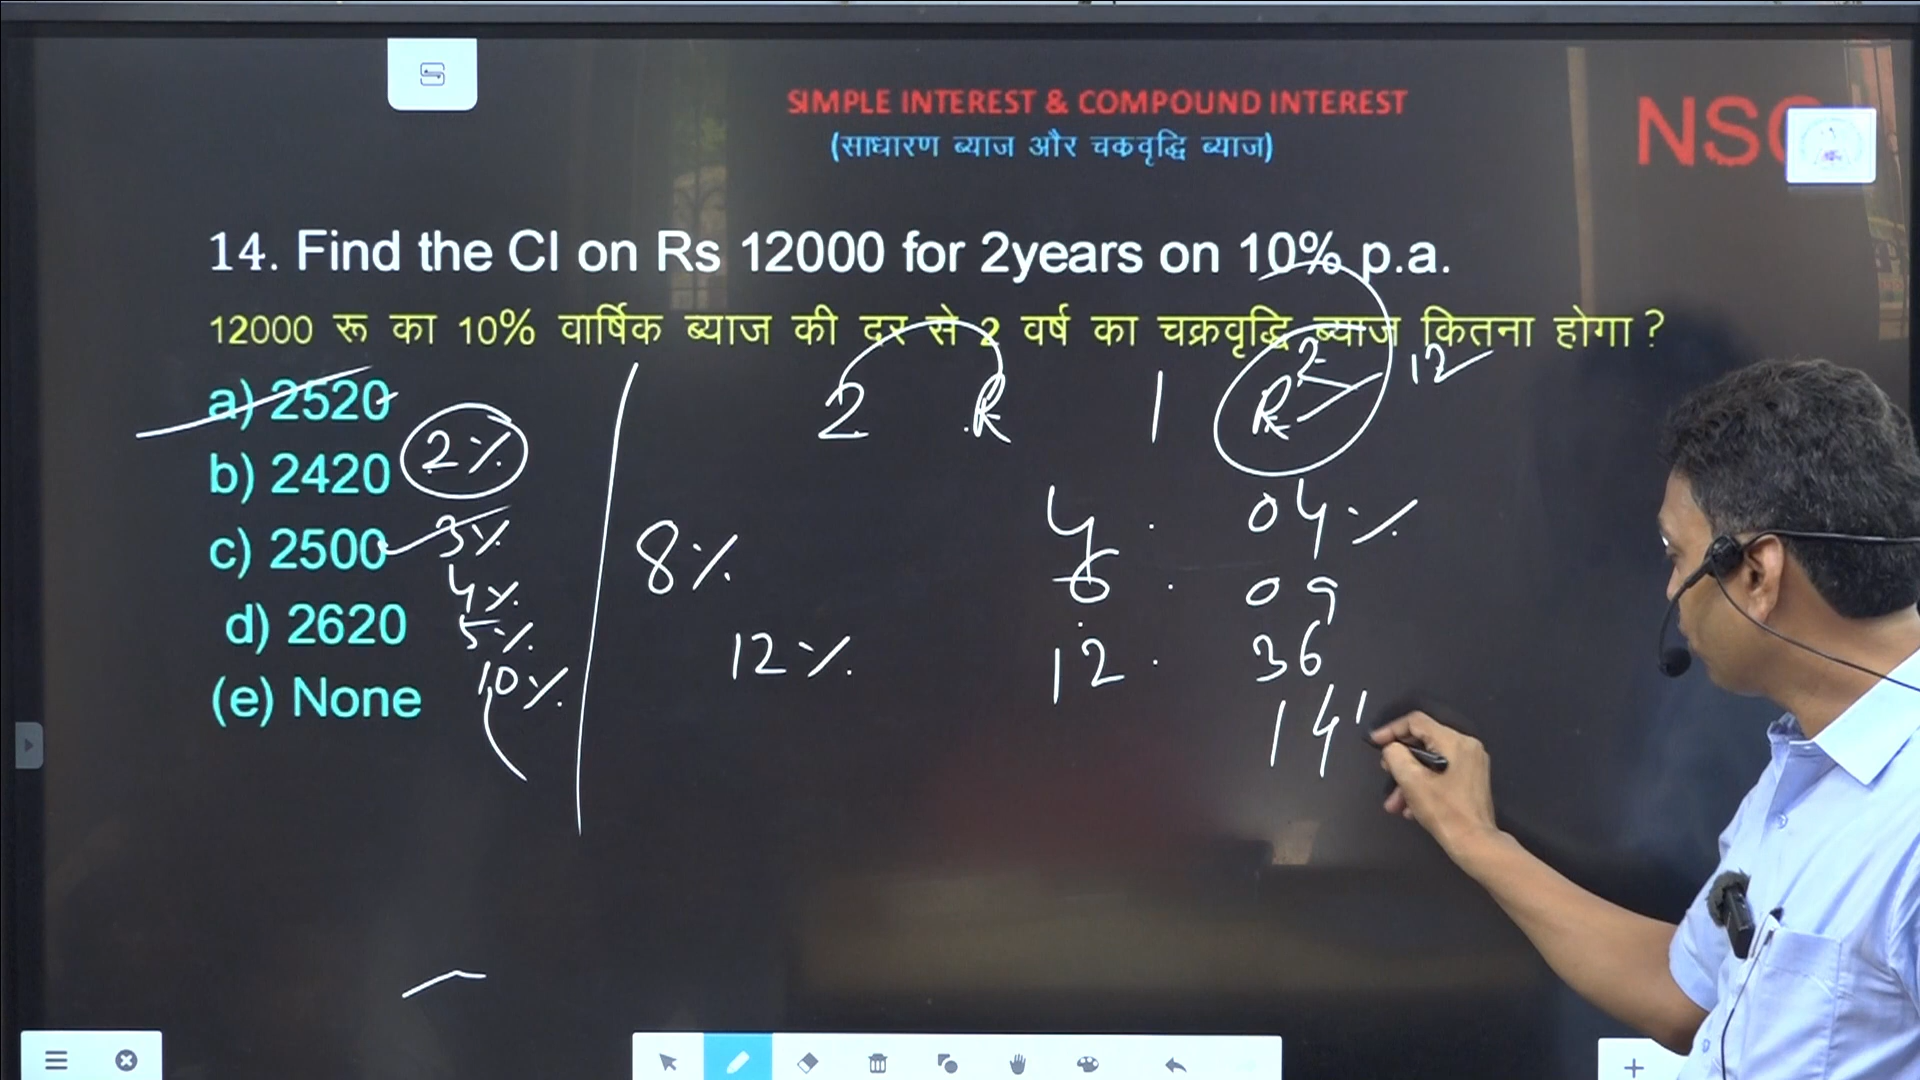 SIMPLE INTEREST & COMPOUND INTEREST
(साधारण ब्याज और चक्रवृद्धि ब्याज)
NSC
14. Find the CI on Rs 12000 for 2years on 10% p.a.
12000 रू का 10% वार्षिक ब्याज की दर से 2 वर्ष का चक्रवृद्धि ब्याज कितना होगा ?
a) 2520
b) 2420
c) 2500
d) 2620
(e) None
2%
3%
4%
5%
10%
8%
12%
2 R 1 R² 12
4 . 04%
6 . 09
12 . 36